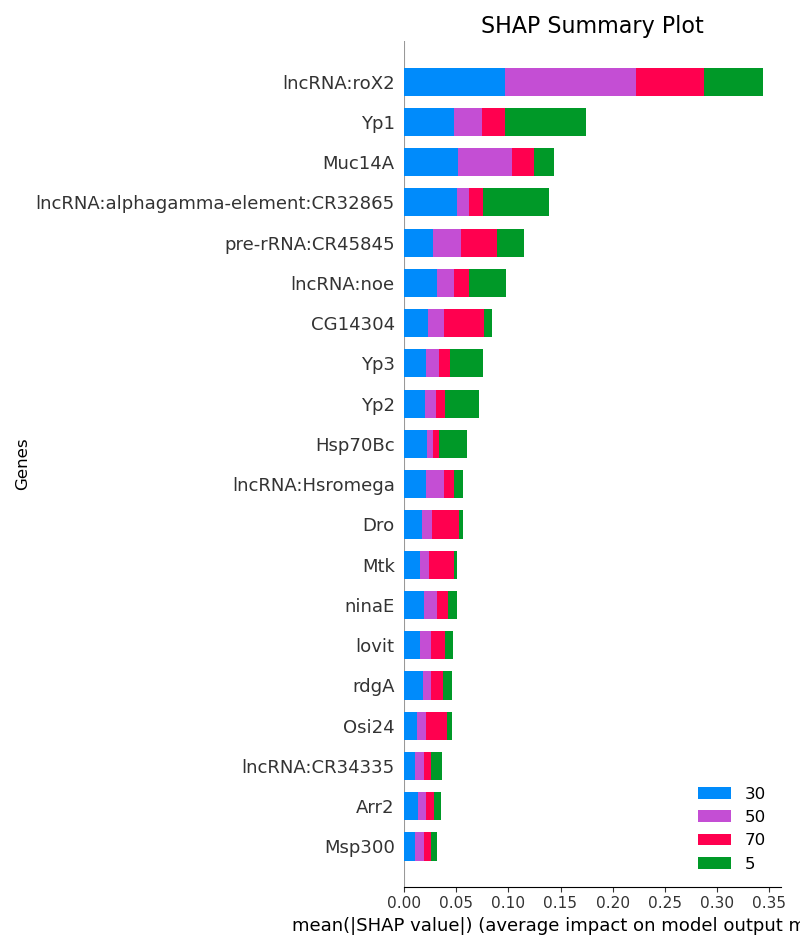 SHAP Summary Plot
lncRNA:roX2
Yp1
Muc14A
lncRNA:alphagamma-element:CR32865
pre-rRNA:CR45845
lncRNA:noe
CG14304
Yp3
Yp2
Hsp70Bc
lncRNA:Hsromega
Dro
Mtk
ninaE
lovit
rdgA
Osi24
lncRNA:CR34335
Arr2
Msp300
Genes
30
50
70
5
0.00 0.05 0.10 0.15 0.20 0.25 0.30 0.35
mean(|SHAP value|) (average impact on model output m